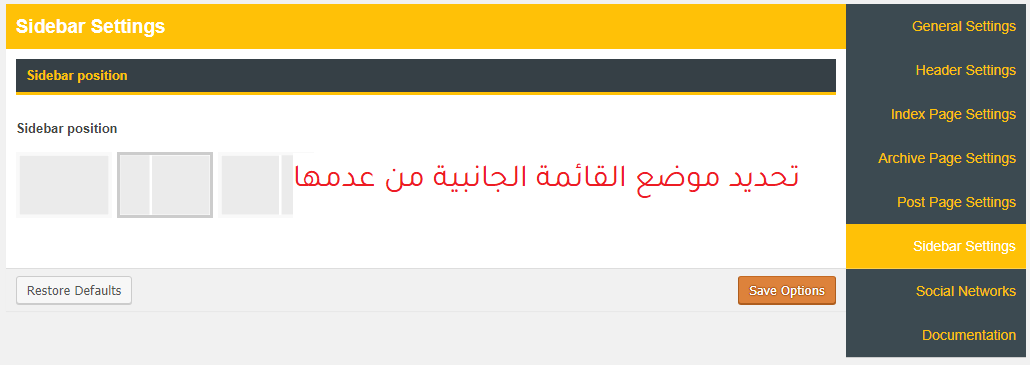 Sidebar Settings
Sidebar position
Sidebar position
تحديد موضع القائمة الجانبية من عدمها
Restore Defaults
Save Options
General Settings
Header Settings
Index Page Settings
Archive Page Settings
Post Page Settings
Sidebar Settings
Social Networks
Documentation